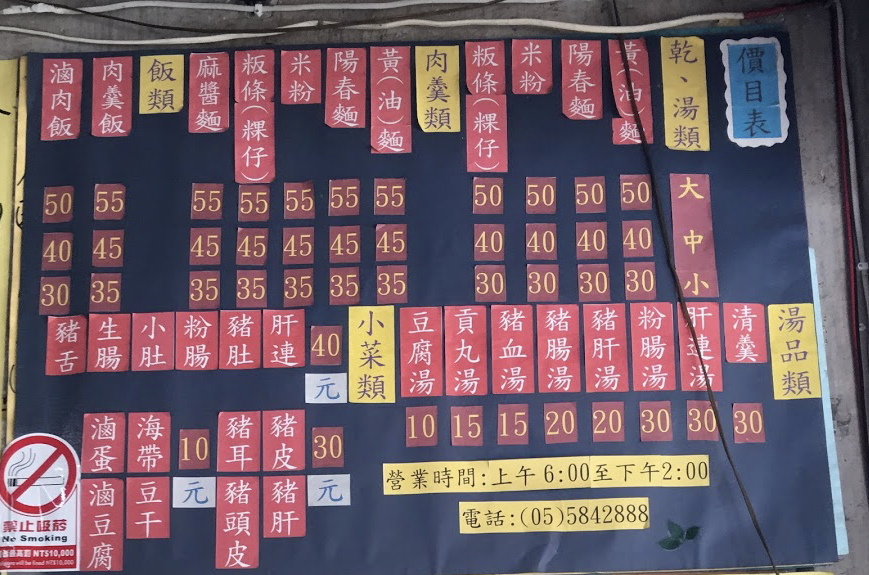 價目表
乾、湯類
大 中 小
黃(油)麵 50 40 30
陽春麵 50 40 30
米粉 50 40 30
粄條(粿仔) 50 40 30
肉羹類
黃(油)麵 55 45 35
陽春麵 55 45 35
米粉 55 45 35
粄條(粿仔) 55 45 35
麻醬麵 55 45 35
飯類
肉羹飯 55 45 35
滷肉飯 50 40 30
湯品類
清羹 30
肝連湯 30
粉腸湯 30
豬肝湯 20
豬腸湯 20
豬血湯 15
貢丸湯 15
豆腐湯 10
小菜類
40元
肝連
豬肚
粉腸
小肚
生腸
豬舌
30元
豬皮
豬肝
豬耳
豬頭皮
10元
海帶
豆干
滷蛋
滷豆腐
營業時間:上午6:00至下午2:00
電話:(05)5842888
禁止吸菸
No Smoking
NT$10,000